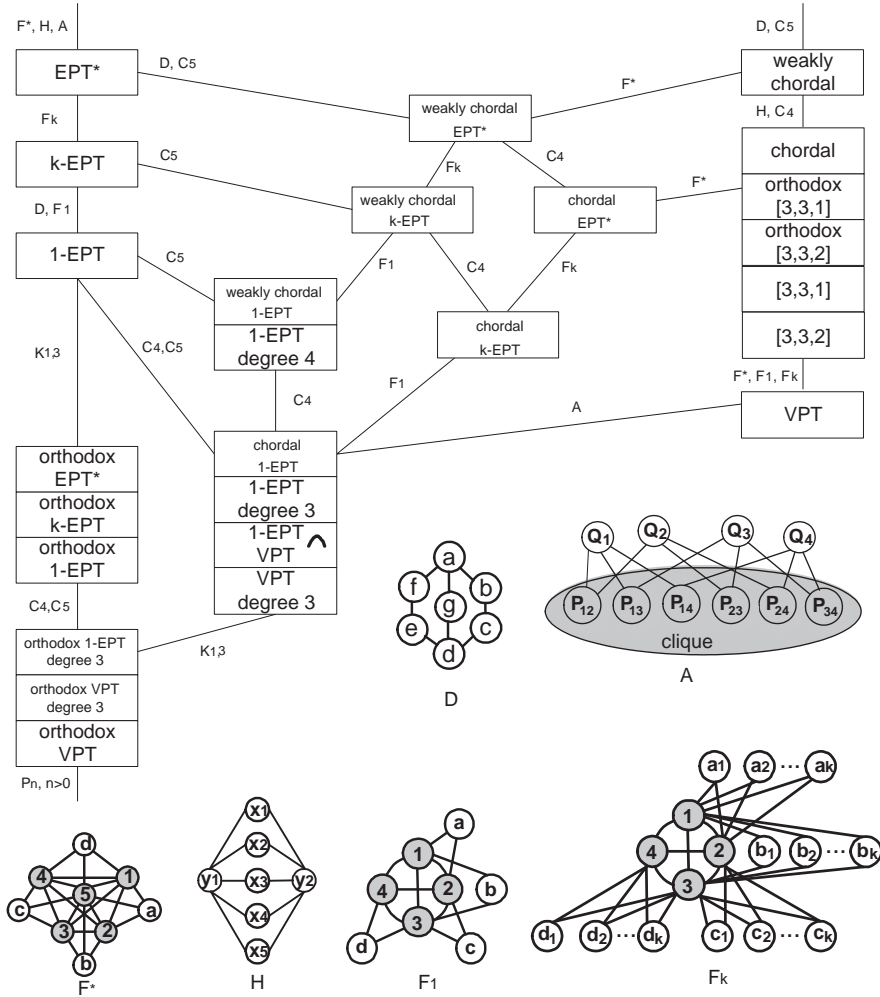 F*, H, A
D, C5
EPT*
D, C5
weakly
chordal
F*
weakly chordal
EPT*
Fk
H, C4
k-EPT
C5
Fk
C4
chordal
orthodox
[3,3,1]
orthodox
[3,3,2]
[3,3,1]
[3,3,2]
F*
weakly chordal
k-EPT
chordal
EPT*
D, F1
1-EPT
C5
F1
C4
Fk
weakly chordal
1-EPT
1-EPT
degree 4
chordal
k-EPT
K1,3
C4,C5
C4
F1
F*, F1, Fk
A
VPT
orthodox
EPT*
orthodox
k-EPT
orthodox
1-EPT
chordal
1-EPT
1-EPT
degree 3
1-EPT
VPT
VPT
degree 3
C4,C5
K1,3
orthodox 1-EPT
degree 3
orthodox VPT
degree 3
orthodox
VPT
Pn, n>0
a
f
b
g
e
c
d
D
Q1
Q2
Q3
Q4
P12
P13
P14
P23
P24
P34
clique
A
d
4
1
5
c
a
3
2
b
F*
x1
x2
y1
x3
y2
x4
x5
H
a
1
4
2
b
3
d
c
F1
a1
a2
...
ak
1
4
2
b1
b2
...
bk
3
d1
d2
...
dk
c1
c2
...
ck
Fk